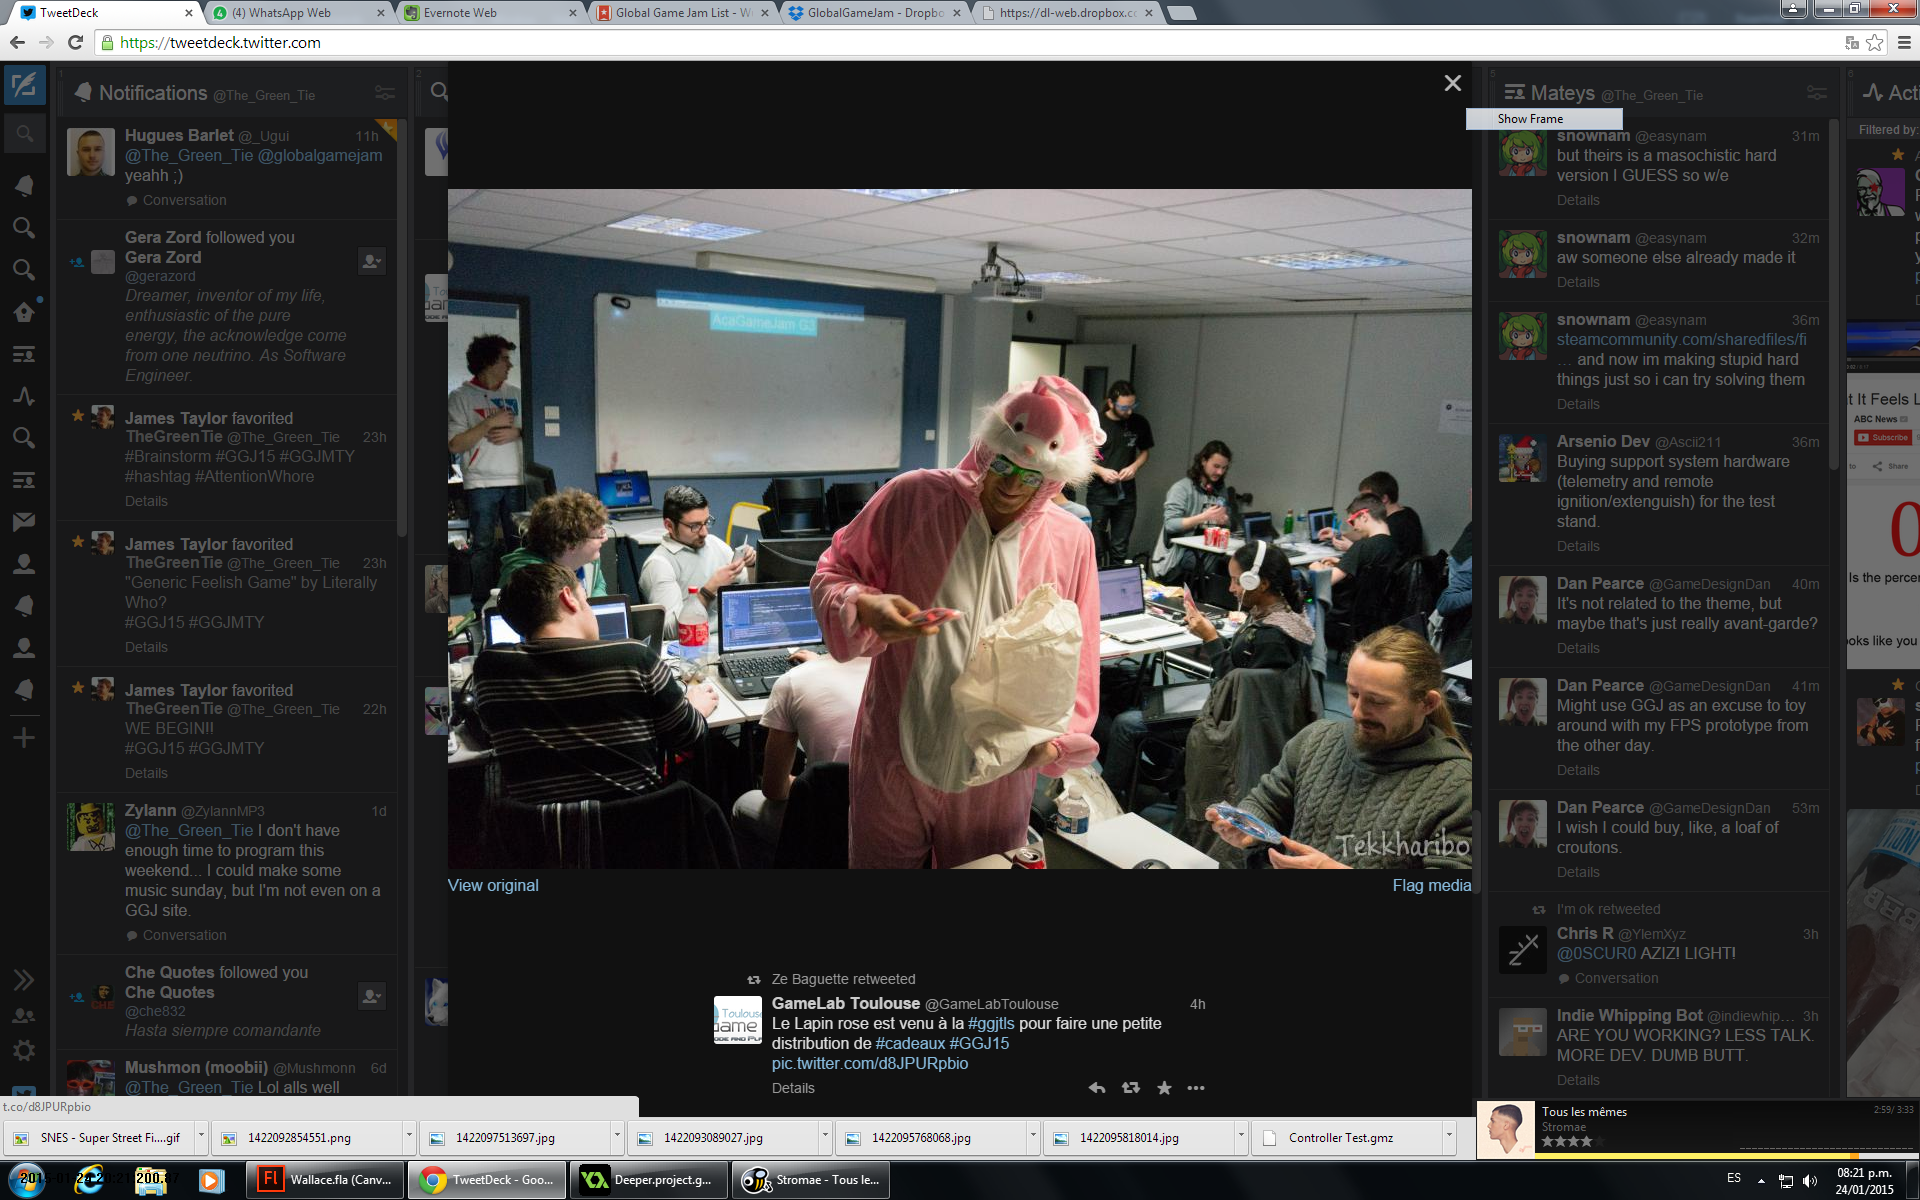 TweetDeck
(4) WhatsApp Web
Evernote Web
Global Game Jam List - W
GlobalGameJam - Dropbo
https://dl-web.dropbox.c
https://tweetdeck.twitter.com
1
Notifications @The_Green_Tie
Hugues Barlet @_Ugui 11h
@The_Green_Tie @globalgamejam
yeahh ;)
Conversation
Gera Zord followed you
Gera Zord
@gerazord
Dreamer, inventor of my life,
enthusiastic of the pure
energy, the acknowledge come
from one neutrino. As Software
Engineer.
James Taylor favorited
TheGreenTie @The_Green_Tie 23h
#Brainstorm #GGJ15 #GGJMTY
#hashtag #AttentionWhore
Details
James Taylor favorited
TheGreenTie @The_Green_Tie 23h
"Generic Feelish Game" by Literally
Who?
#GGJ15 #GGJMTY
Details
James Taylor favorited
TheGreenTie @The_Green_Tie 22h
WE BEGIN!!
#GGJ15 #GGJMTY
Details
Zylann @ZylannMP3 1d
@The_Green_Tie I don't have
enough time to program this
weekend... I could make some
music sunday, but I'm not even on a
GGJ site.
Conversation
Che Quotes followed you
Che Quotes
@che832
Hasta siempre comandante
CHE
Mushmon (moobii) @Mushmonn 6d
@The_Green_Tie Lol alls well
t.co/d8JPURpbio
2
AcaGameJam G3
Tekkharibo
View original
Flag media
Ze Baguette retweeted
GameLab Toulouse @GameLabToulouse 4h
Le Lapin rose est venu à la #ggjtls pour faire une petite
distribution de #cadeaux #GGJ15
pic.twitter.com/d8JPURpbio
Details
Show Frame
5
Mateys @The_Green_Tie
snownam @easynam 31m
but theirs is a masochistic hard
version I GUESS so w/e
Details
snownam @easynam 32m
aw someone else already made it
Details
snownam @easynam 36m
steamcommunity.com/sharedfiles/fi
… and now im making stupid hard
things just so i can try solving them
Details
Arsenio Dev @Ascii211 36m
Buying support system hardware
(telemetry and remote
ignition/extenguish) for the test
stand.
Details
Dan Pearce @GameDesignDan 40m
It's not related to the theme, but
maybe that's just really avant-garde?
Details
Dan Pearce @GameDesignDan 41m
Might use GGJ as an excuse to toy
around with my FPS prototype from
the other day.
Details
Dan Pearce @GameDesignDan 53m
I wish I could buy, like, a loaf of
croutons.
Details
I'm ok retweeted
Chris R @YlemXyz 3h
@0SCUR0 AZIZ! LIGHT!
Conversation
Indie Whipping Bot @indiewhip... 3h
ARE YOU WORKING? LESS TALK.
MORE DEV. DUMB BUTT.
Details
6
Acti
Filtered by:
t It Feels L
ABC News
Subscribe
to Share
0
Is the percen
ooks like you
Tous les mêmes
Stromae
2:59/ 3:33
SNES - Super Street Fi....gif
1422092854551.png
1422097513697.jpg
1422093089027.jpg
1422095768068.jpg
1422095818014.jpg
Controller Test.gmz
Wallace.fla (Canv...
TweetDeck - Goo...
Deeper.project.g...
Stromae - Tous le...
ES
08:21 p.m.
24/01/2015